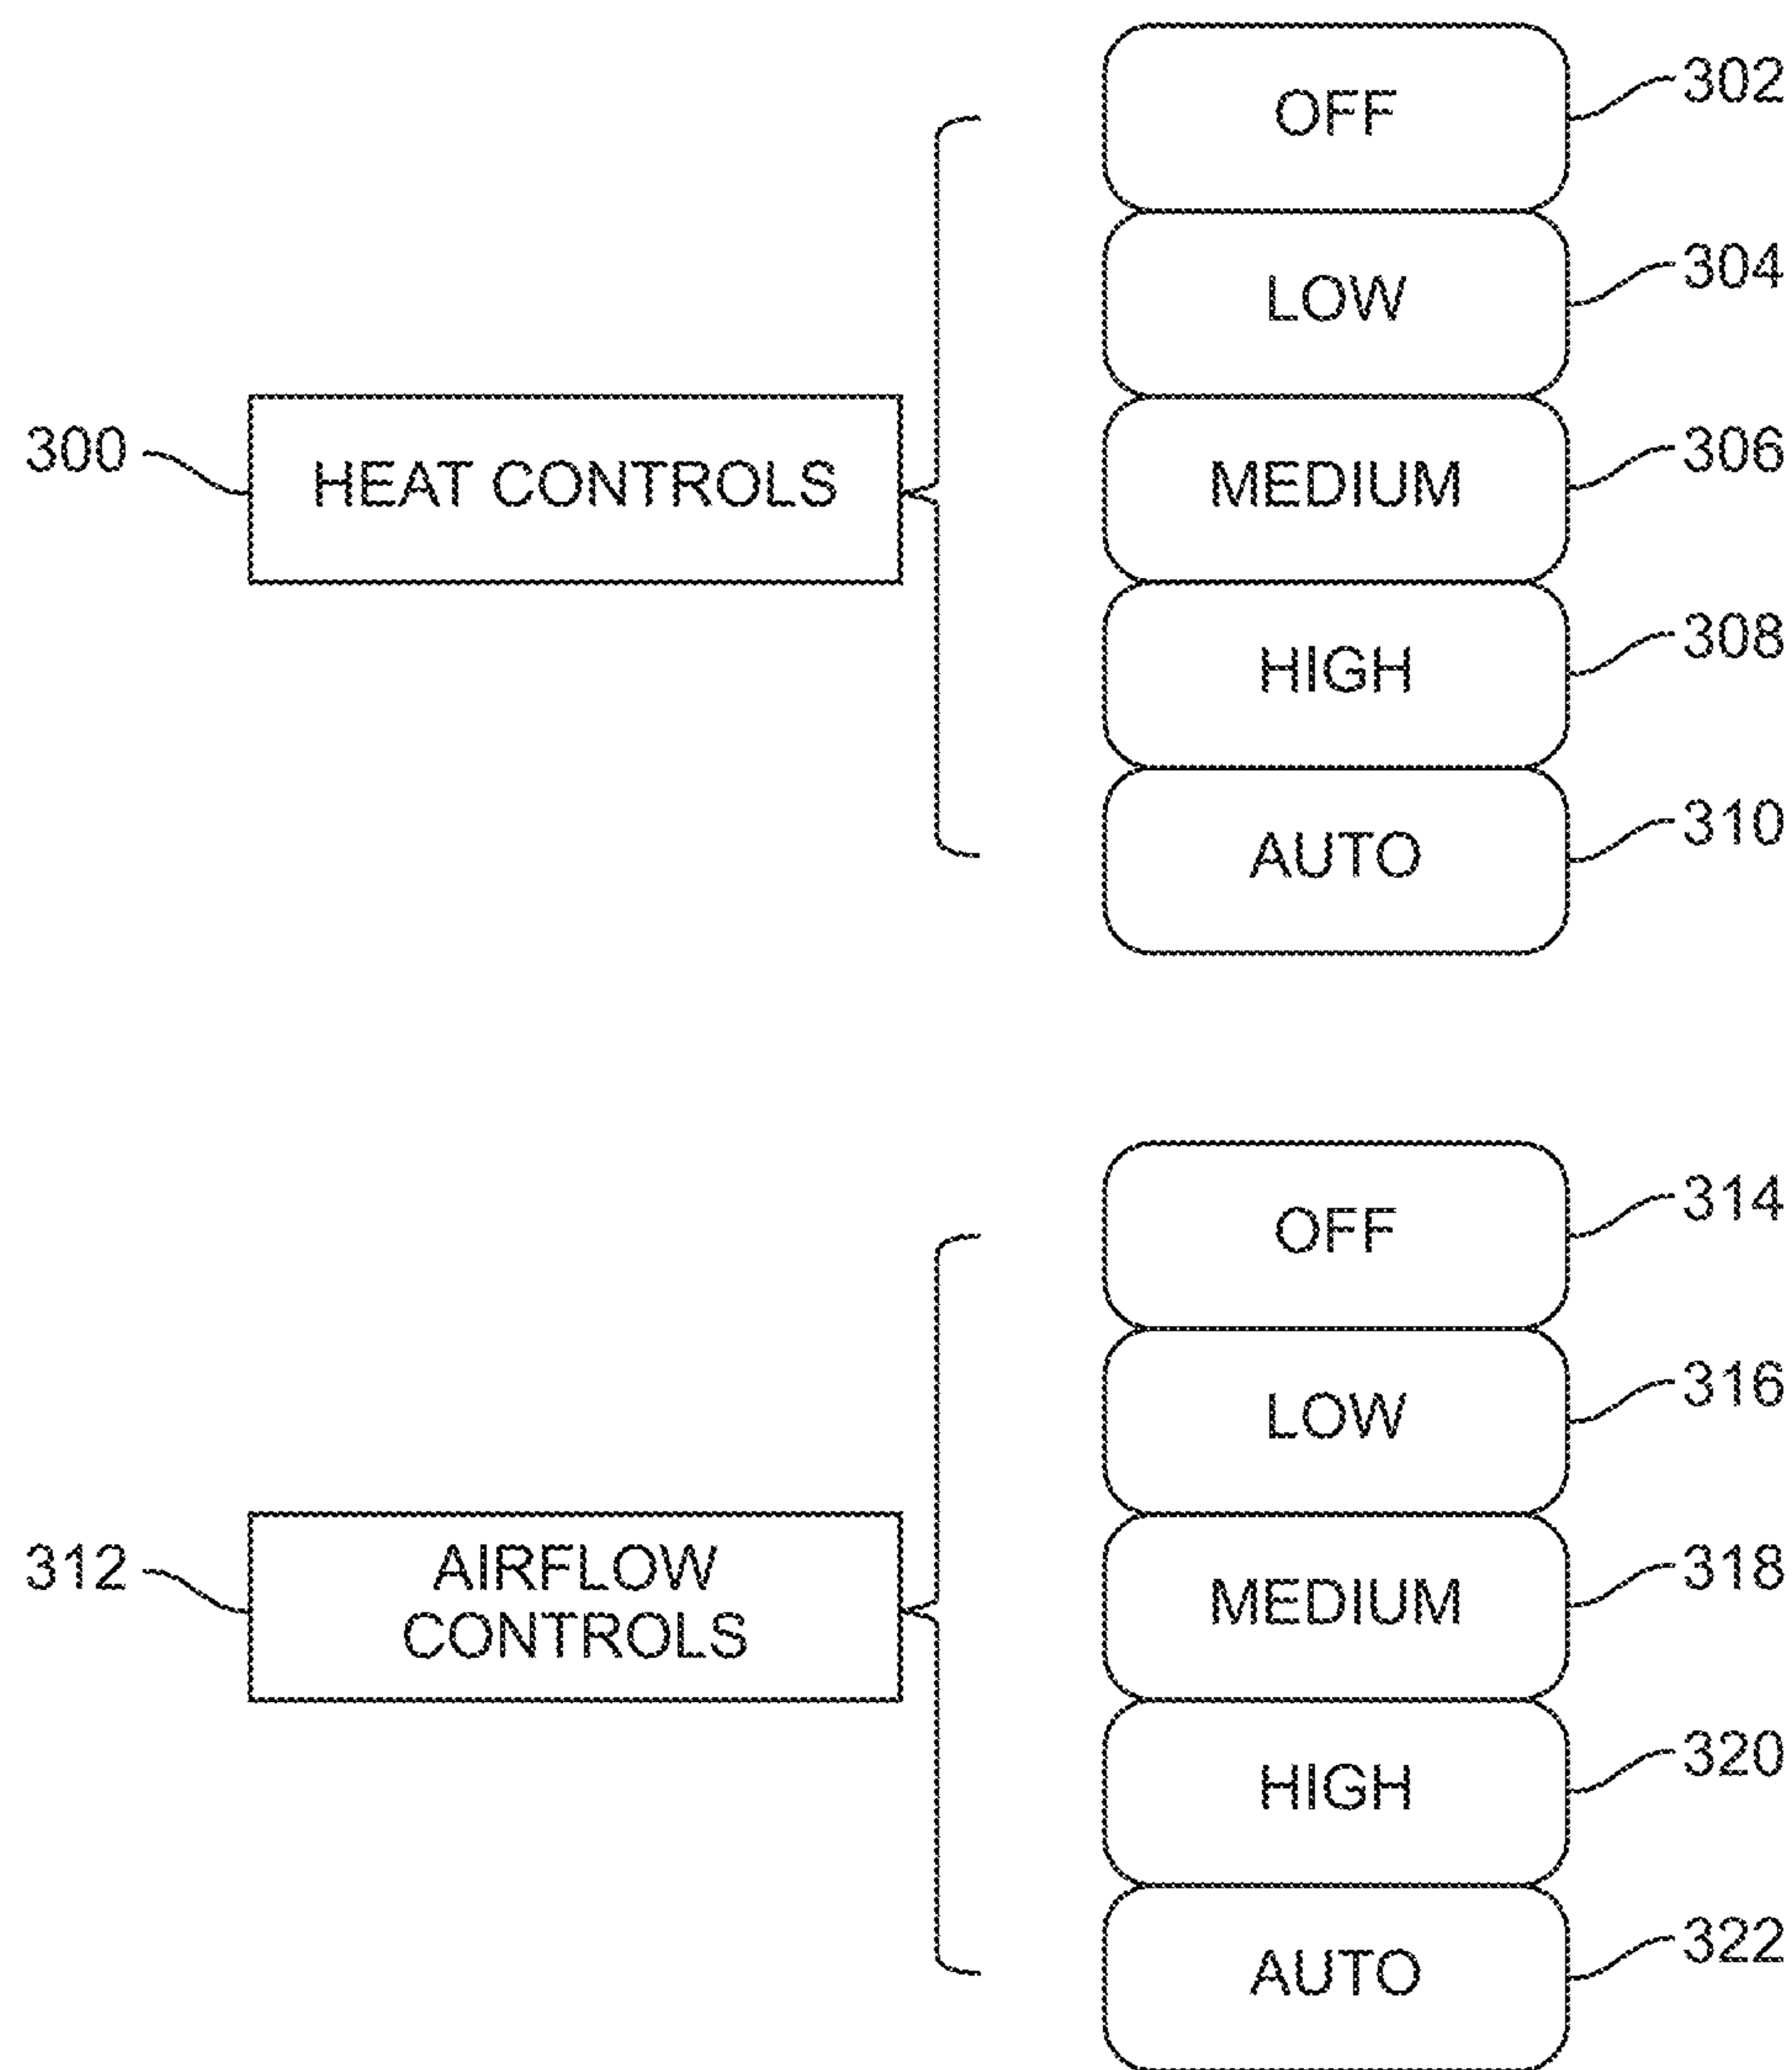 OFF
302
LOW
304
300
HEAT CONTROLS
MEDIUM
306
HIGH
308
AUTO
310
OFF
314
LOW
316
312
AIRFLOW
CONTROLS
MEDIUM
318
HIGH
320
AUTO
322